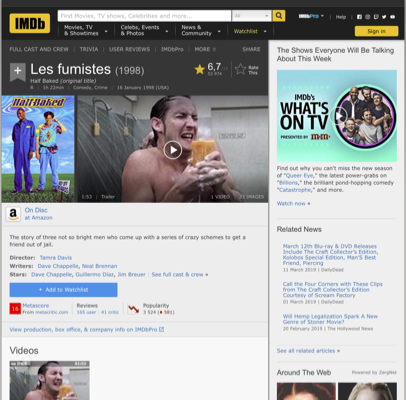 IMDb
Find Movies, TV shows, Celebrities and more...
All
IMDbPro
Help
Movies, TV
& Showtimes
Celebs, Events
& Photos
News &
Community
Watchlist
Sign in
FULL CAST AND CREW | TRIVIA | USER REVIEWS | IMDbPro | MORE
SHARE
Les fumistes (1998)
Half Baked (original title)
R | 1h 22min | Comedy, Crime | 16 January 1998 (USA)
6,7
Rate
This
Half Baked
1:53 | Trailer
1 VIDEO
IMAGES
On Disc
at Amazon
The story of three not so bright men who come up with a series of crazy schemes to get a
friend out of jail.
Director: Tamra Davis
Writers: Dave Chappelle, Neal Brennan
Stars: Dave Chappelle, Guillermo Díaz, Jim Breuer | See full cast & crew »
+ Add to Watchlist
16
Metascore
From metacritic.com
Reviews
165 user | 41 critic
Popularity
3 524 ( 981)
View production, box office, & company info on IMDbPro
Videos
The Shows Everyone Will Be Talking
About This Week
IMDb's
WHAT'S
ON TV
PRESENTED BY m&m's
Find out why you can't miss the new season
of "Queer Eye," the latest power-grabs on
"Billions," the brilliant pond-hopping comedy
"Catastrophe," and more.
Watch now »
Related News
March 12th Blu-ray & DVD Releases
Include The Craft Collector's Edition,
Kolobos Special Edition, Man'S Best
Friend, Piercing
11 March 2019 | DailyDead
Call the Four Corners with These Clips
from The Craft Collector's Edition
Courtesy of Scream Factory
01 March 2019 | DailyDead
Will Hemp Legalization Spark A New
Genre of Stoner Movie?
20 February 2019 | The Hollywood News
See all related articles »
Around The Web
Powered by ZergNet